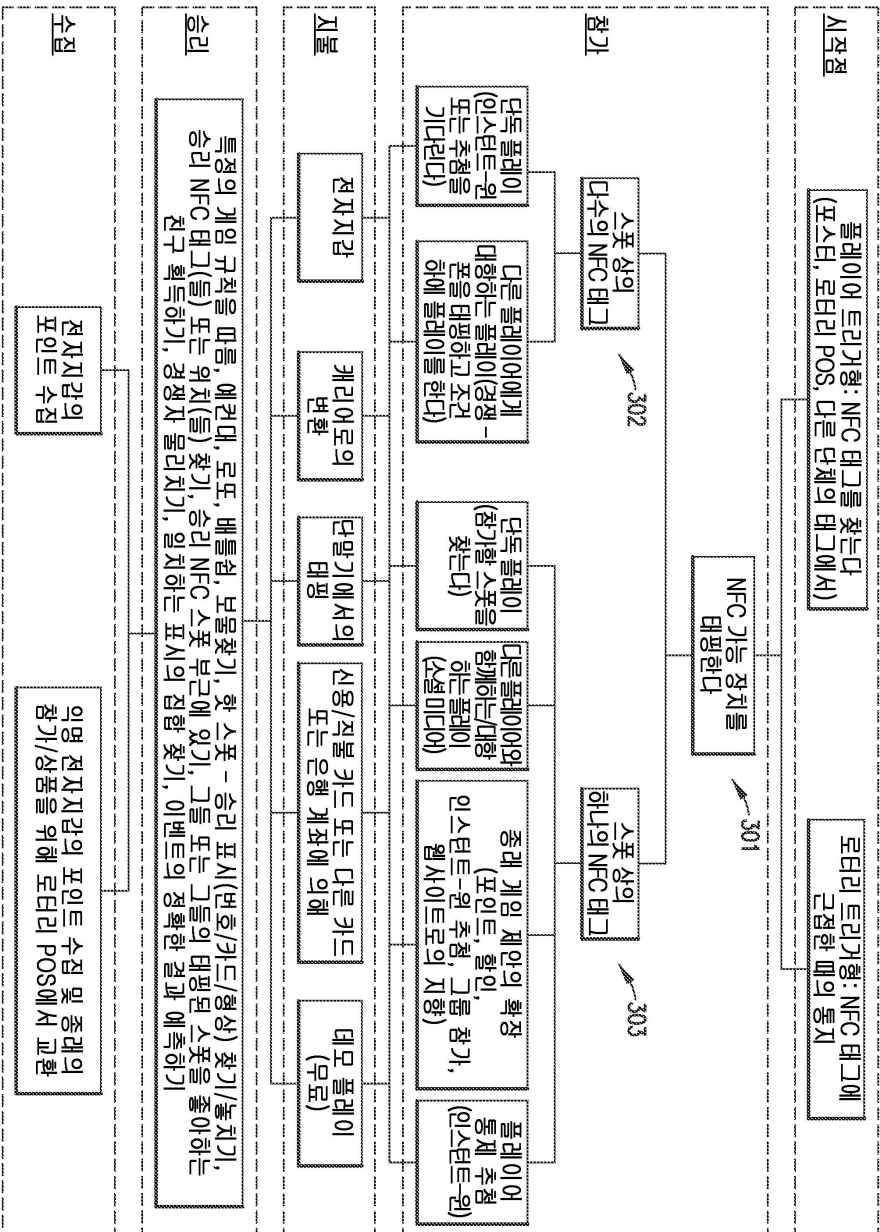 시작점
플레이어 트리거형: NFC 태그를 찾는다
(포스터, 로터리 POS, 다른 단체의 태그에서)
로터리 트리거형: NFC 태그에
근접한 때의 통지
참가
NFC 가능 장치를
태핑한다
301
스폿 상의
다수의 NFC 태그
302
스폿 상의
하나의 NFC 태그
303
단독 플레이
(인스턴트-윈
또는 추첨을
기다린다)
다른 플레이어에게
대항하는 플레이(경쟁-
폰을 태핑하고 조건
하에 플레이를 한다)
단독 플레이
(참가할 스폿을
찾는다)
다른플레이어와
함께하는/대항
하는 플레이
(소셜미디어)
종래 게임 제안의 확장
(포인트, 할인,
인스턴트-윈 추첨, 그룹 참가,
웹사이트로의 지향)
플레이어
통제 추첨
(인스턴트-윈)
지불
전자지갑
캐리어로의
변환
단말기에서의
태핑
신용/직불 카드 또는 다른 카드
또는 은행 계좌에 의해
데모 플레이
(무료)
승리
특정의 게임 규칙을 따름, 예컨대, 로또, 배틀쉽, 보물찾기, 핫 스폿 - 승리 표시(번호/카드/형상) 찾기/놓치기,
승리 NFC 태그(들) 또는 위치(들) 찾기, 승리 NFC 스폿 부근에 있기, 그들 또는 그들의 태핑된 스폿을 좋아하는
친구 획득하기, 경쟁자 물리치기, 일치하는 표시의 집합 찾기, 이벤트의 정확한 결과 예측하기
수집
전자지갑의
포인트 수집
익명 전자지갑의 포인트 수집 및 종래의
참가/상품을 위해 로터리 POS에서 교환